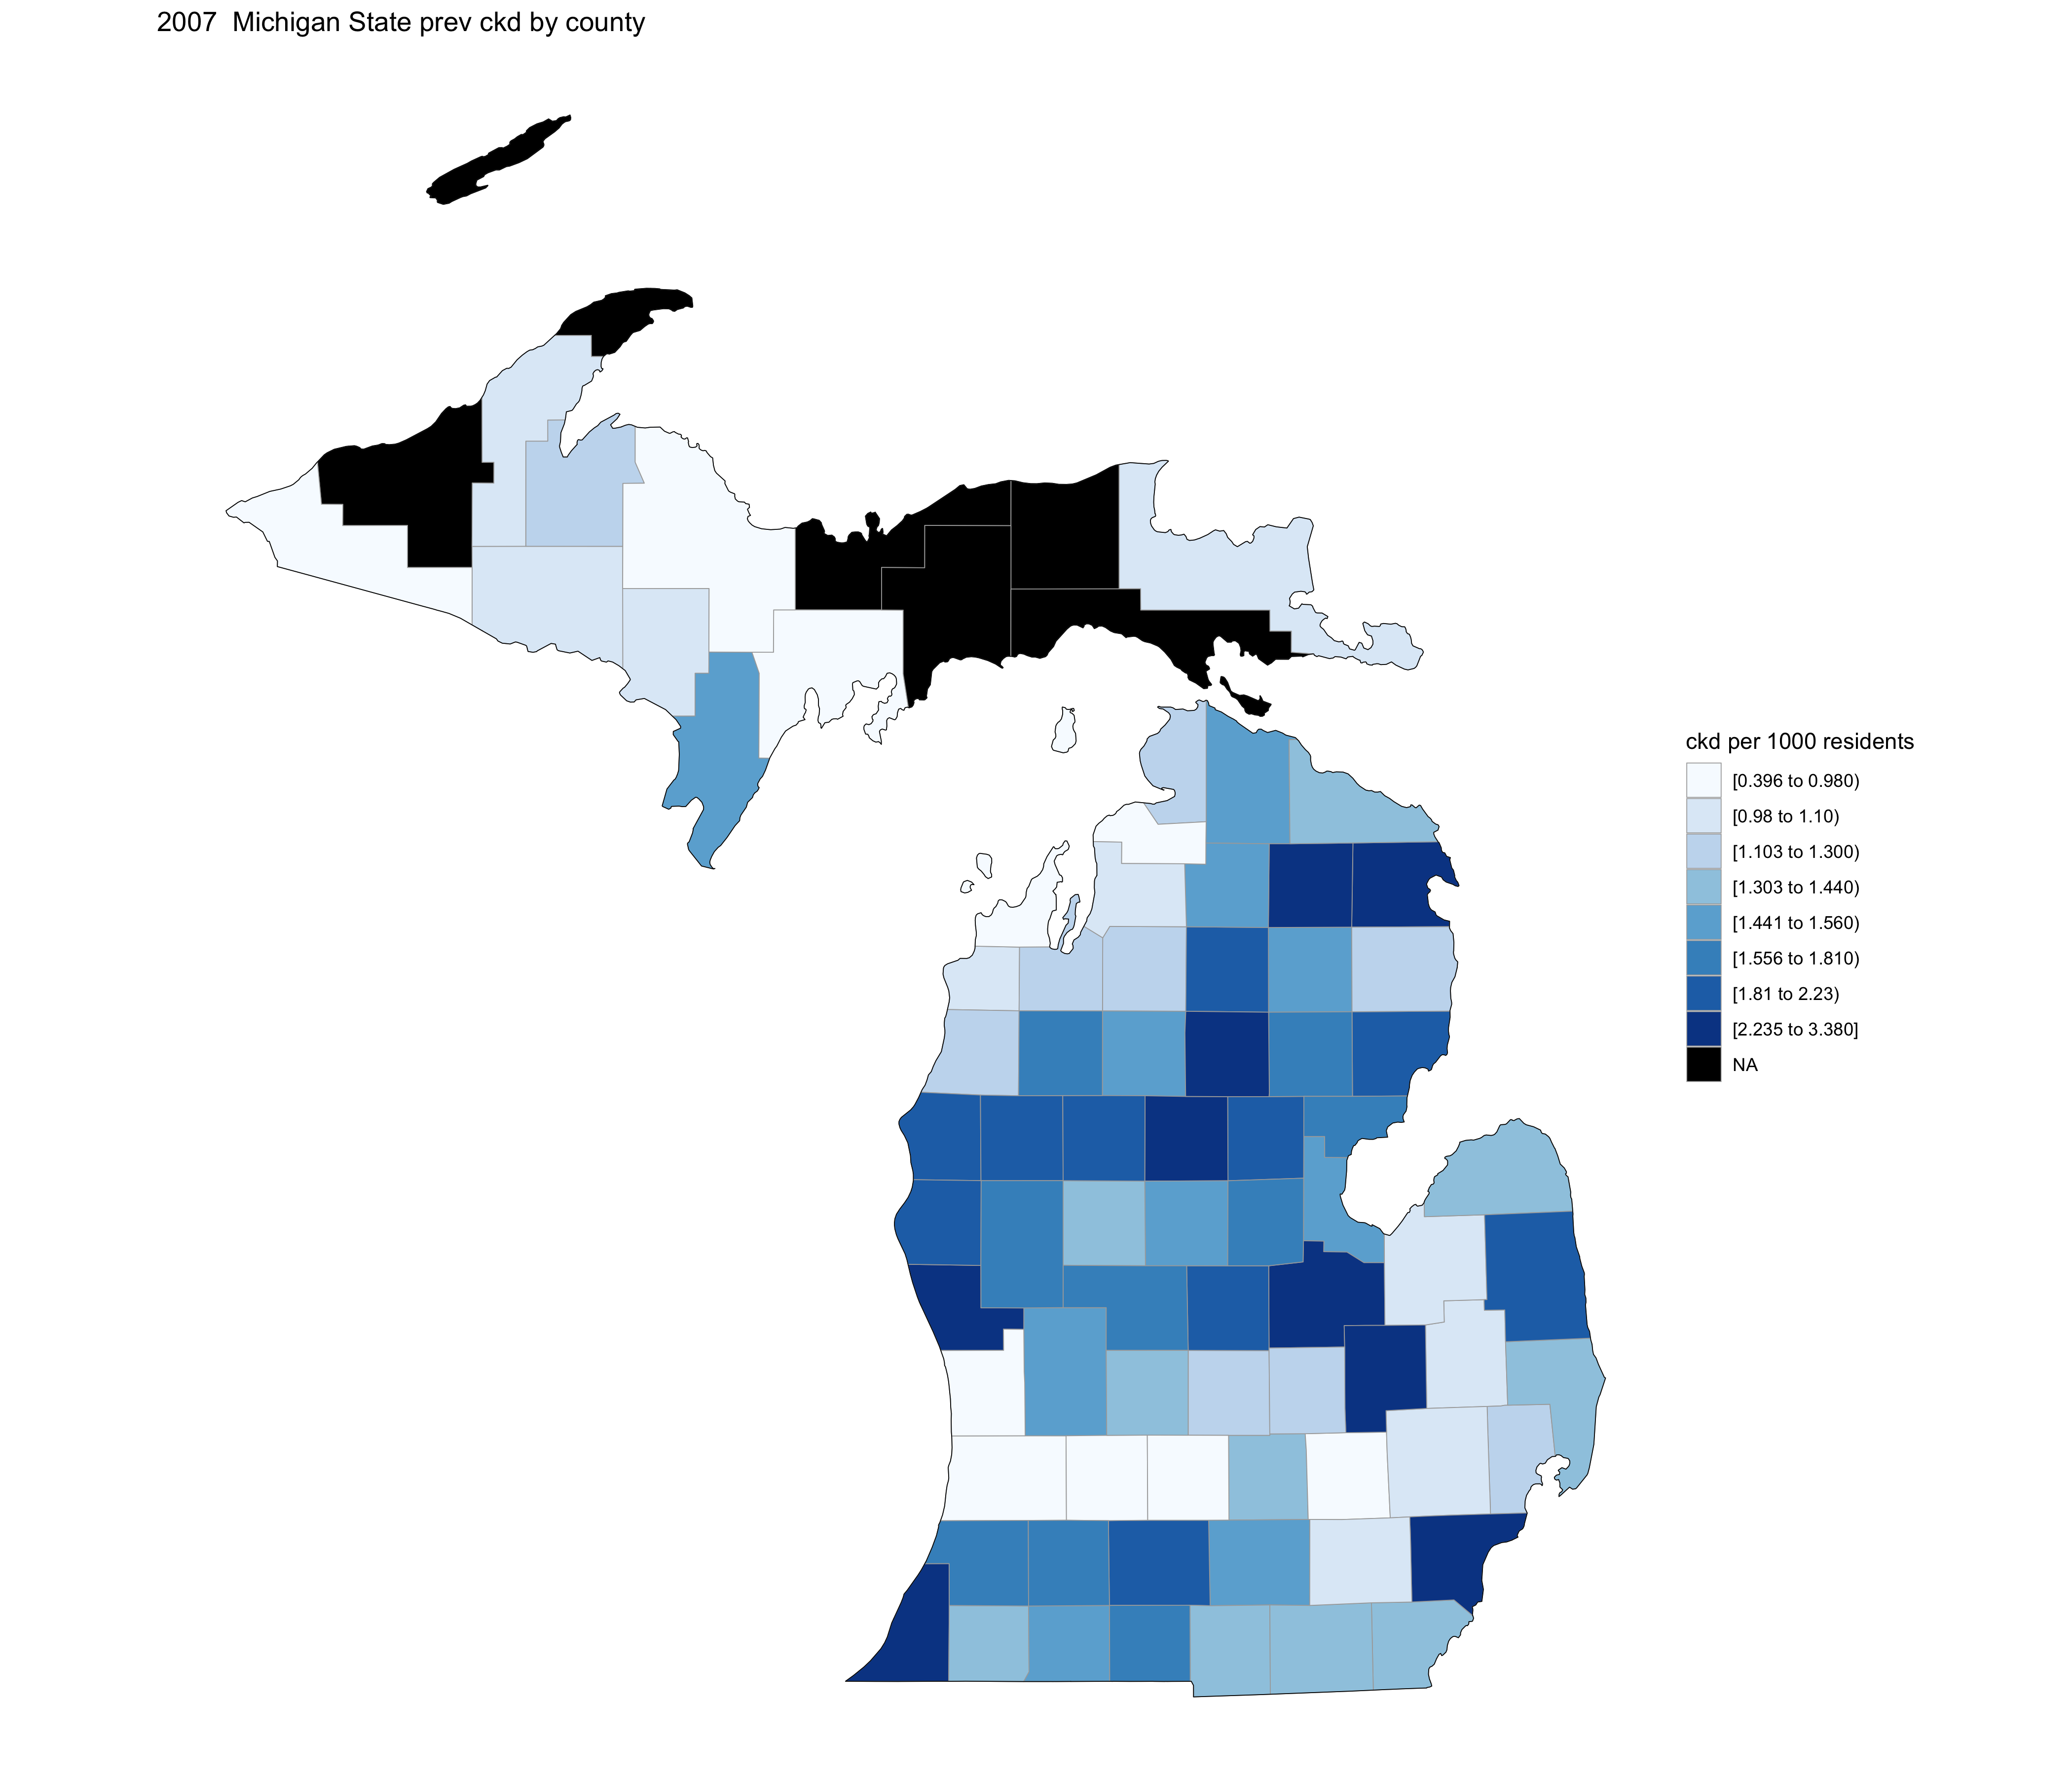 2007  Michigan State prev ckd by county
ckd per 1000 residents
[0.396 to 0.980)
[0.98 to 1.10)
[1.103 to 1.300)
[1.303 to 1.440)
[1.441 to 1.560)
[1.556 to 1.810)
[1.81 to 2.23)
[2.235 to 3.380]
NA